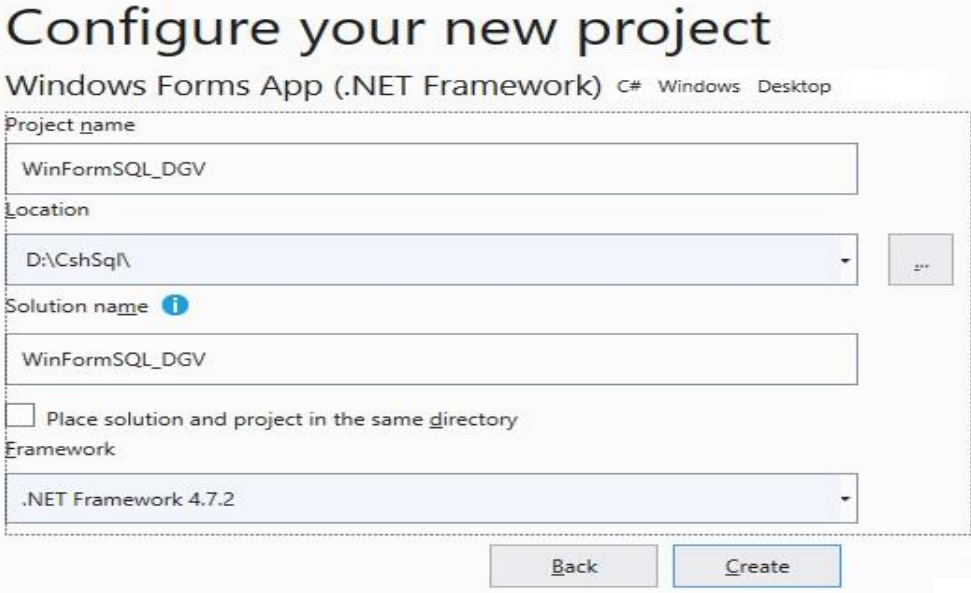 Configure your new project
Windows Forms App (.NET Framework) C# Windows Desktop
Project name
WinFormSQL_DGV
Location
D:\CshSql\
...
Solution name i
WinFormSQL_DGV
Place solution and project in the same directory
Framework
.NET Framework 4.7.2
Back Create